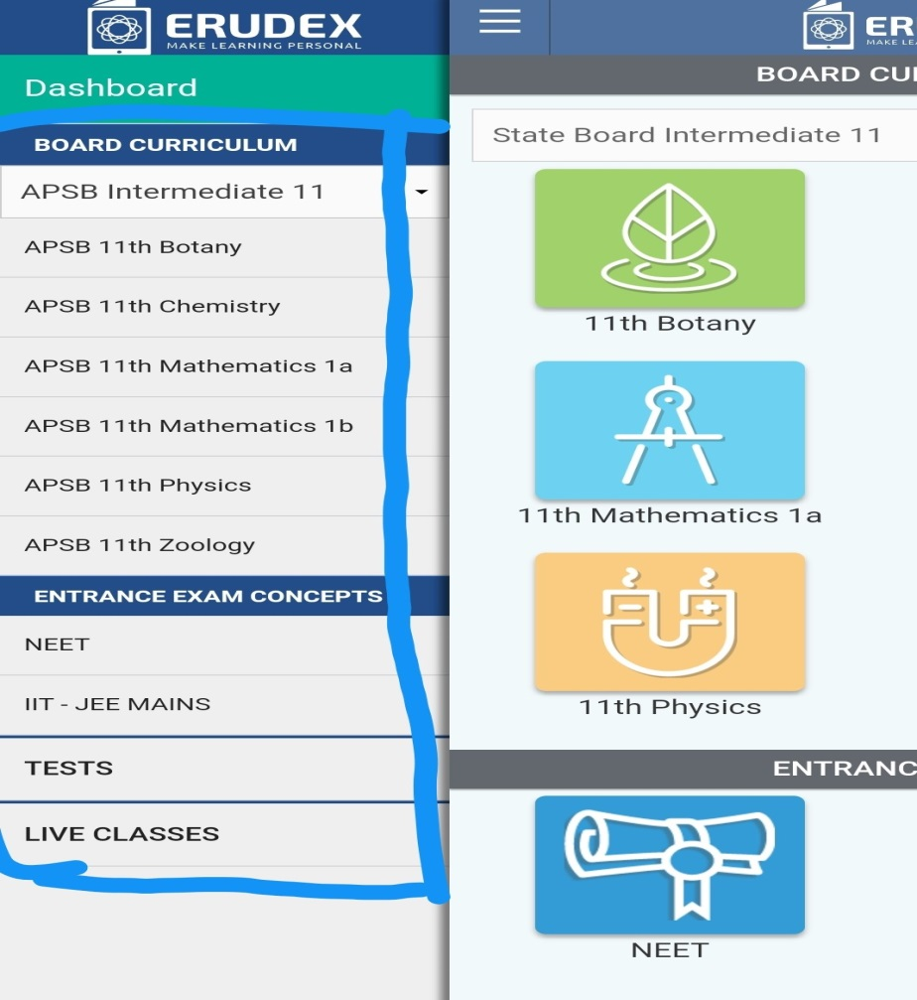 ERUDEX
MAKE LEARNING PERSONAL
Dashboard
BOARD CURRICULUM
APSB Intermediate 11
APSB 11th Botany
APSB 11th Chemistry
APSB 11th Mathematics 1a
APSB 11th Mathematics 1b
APSB 11th Physics
APSB 11th Zoology
ENTRANCE EXAM CONCEPTS
NEET
IIT - JEE MAINS
TESTS
LIVE CLASSES
ER
MAKE LEA
BOARD CUR
State Board Intermediate 11
11th Botany
11th Mathematics 1a
11th Physics
ENTRANC
NEET